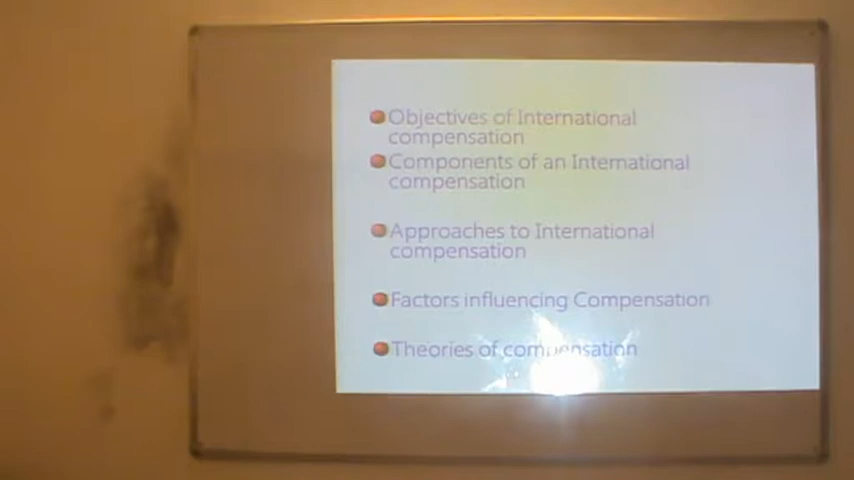 Objectives of International
compensation
Components of an International
compensation
Approaches to International
compensation
Factors influencing Compensation
Theories of compensation